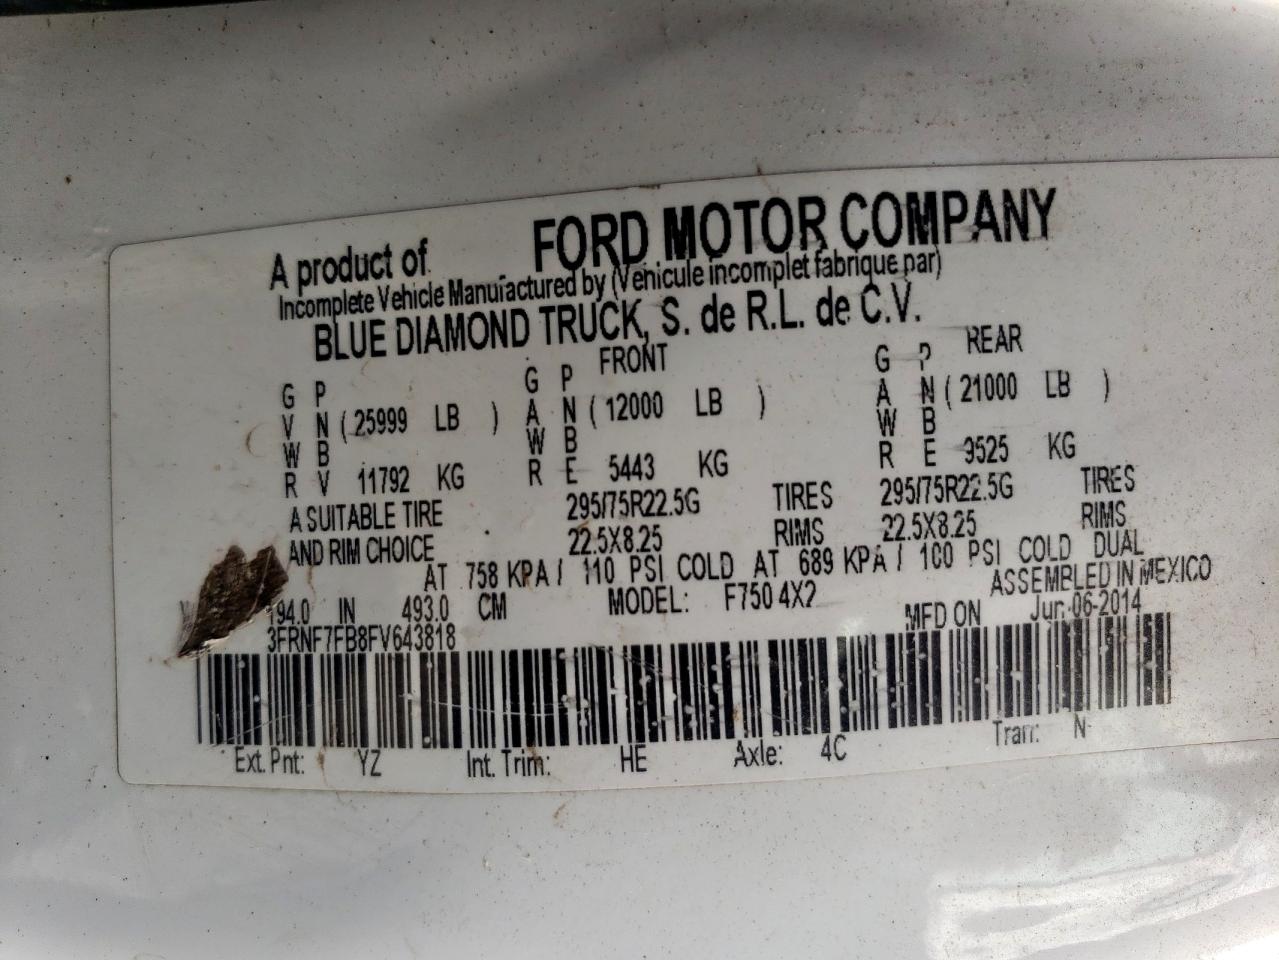 A product of FORD MOTOR COMPANY
Incomplete Vehicle Manufactured by (Vehicule incomplet fabrique par)
BLUE DIAMOND TRUCK, S. de R.L. de C.V.
FRONT REAR
G P G P G P
V N (25999 LB ) A N (12000 LB ) A N (21000 LB )
W B W B W B
R V 11792 KG R E 5443 KG R E 9525 KG
A SUITABLE TIRE 295/75R22.5G TIRES 295/75R22.5G TIRES
AND RIM CHOICE 22.5X8.25 RIMS 22.5X8.25 RIMS
AT 758 KPA / 110 PSI COLD AT 689 KPA / 100 PSI COLD DUAL
194.0 IN 493.0 CM MODEL: F750 4X2 ASSEMBLED IN MEXICO
3FRNF7FB8FV643818 MFD ON Jun-06-2014
Ext. Pnt: YZ Int. Trim: HE Axle: 4C Tran: N